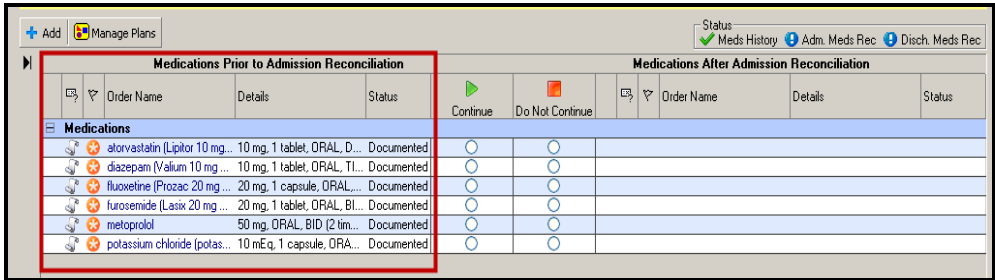 Status
Add Manage Plans Meds History Adm. Meds Rec Disch. Meds Rec
Medications Prior to Admission Reconciliation Medications After Admission Reconciliation
Order Name Details Status Continue Do Not Continue Order Name Details Status
Medications
atorvastatin (Lipitor 10 mg... 10 mg, 1 tablet, ORAL, D... Documented
diazepam (Valium 10 mg ... 10 mg, 1 tablet, ORAL, TI... Documented
fluoxetine (Prozac 20 mg ... 20 mg, 1 capsule, ORAL,... Documented
furosemide (Lasix 20 mg ... 20 mg, 1 tablet, ORAL, BI... Documented
metoprolol 50 mg, ORAL, BID (2 tim... Documented
potassium chloride (potas... 10 mEq, 1 capsule, ORA... Documented